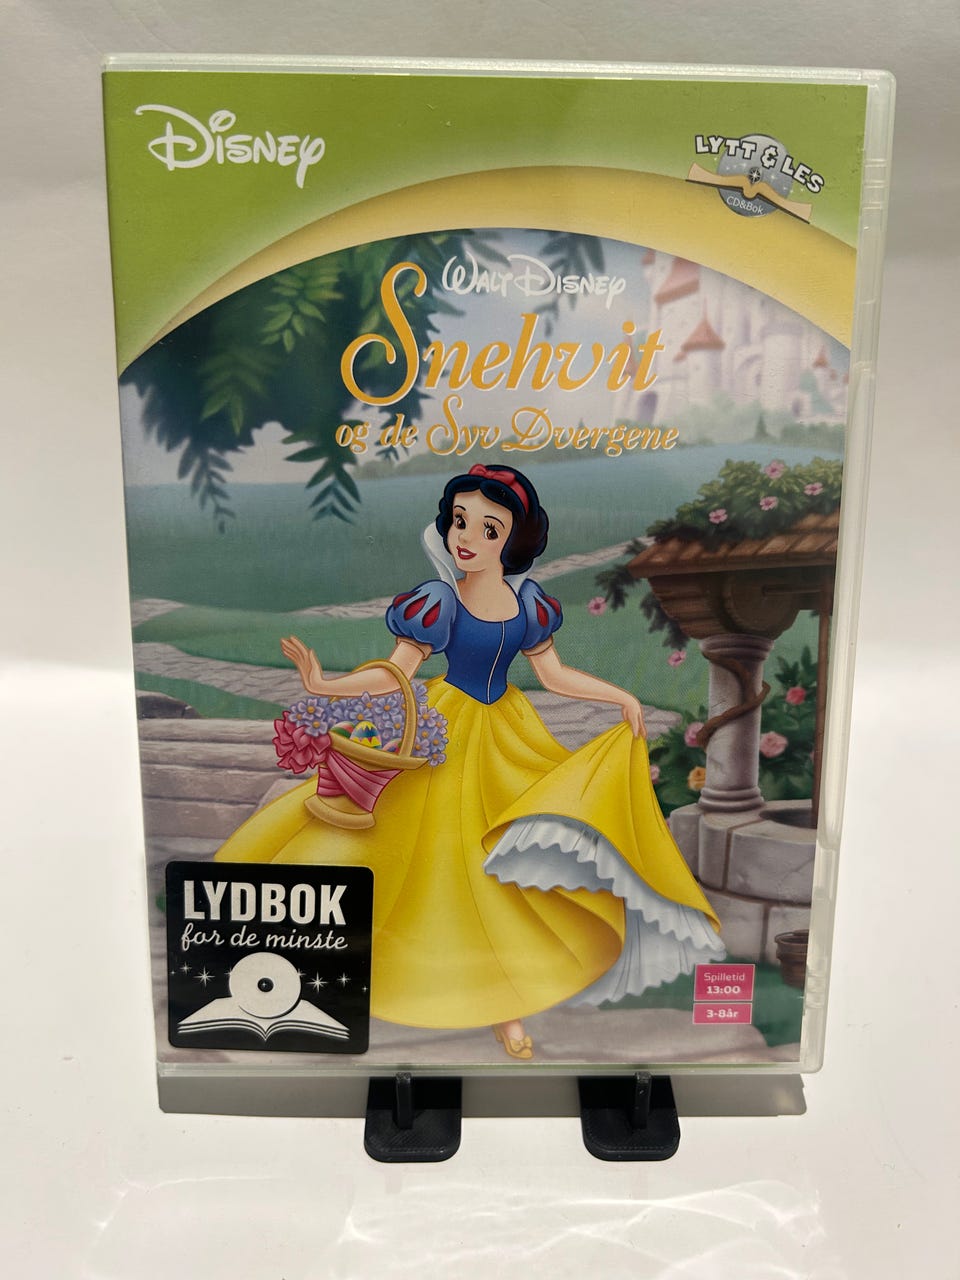 Disney
LYTT & LES
CD&Bok
Walt Disney
Snehvit
og de Syv Dvergene
LYDBOK
for de minste
Spilletid
13:00
3-8år